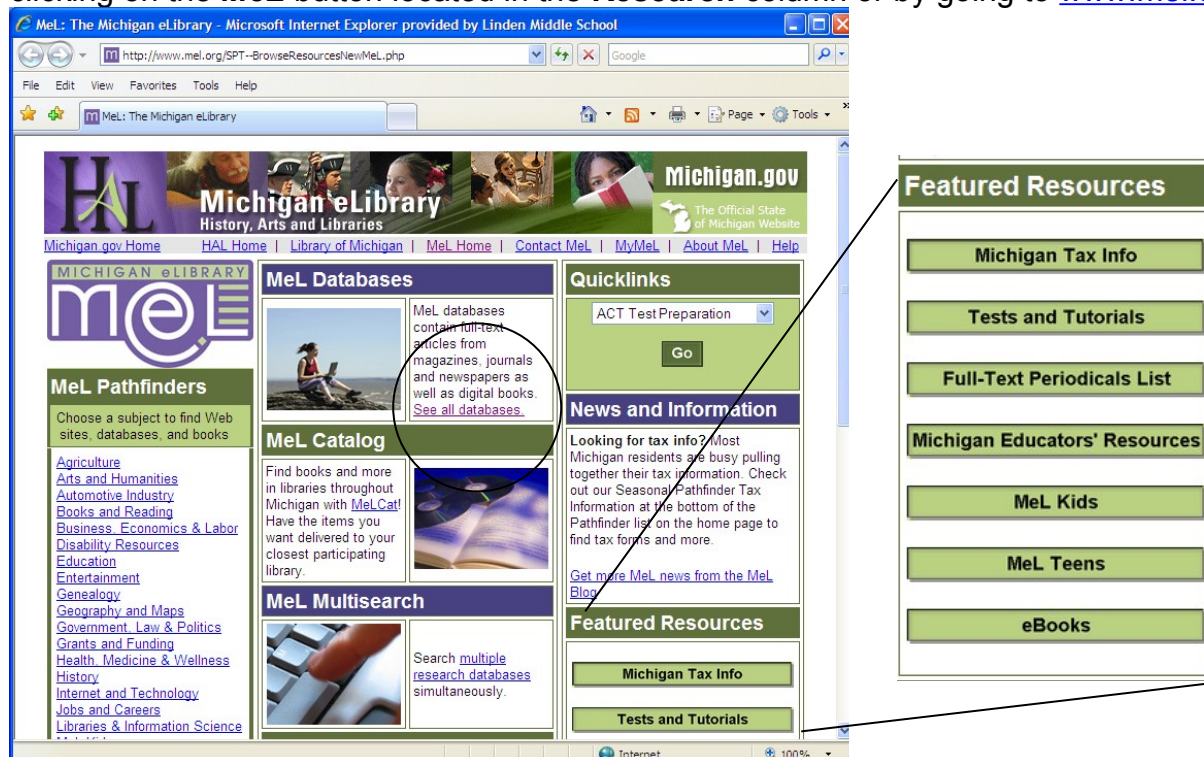 clicking on the MeL button located in the Research column or by going to
MeL: The Michigan eLibrary - Microsoft Internet Explorer provided by Linden Middle School
http://www.mel.org/SPT--BrowseResourcesNewMeL.php
Google
File Edit View Favorites Tools Help
MeL: The Michigan eLibrary
Page Tools
HAL
Michigan eLibrary
History, Arts and Libraries
Michigan.gov
The Official State
of Michigan Website
Michigan.gov Home HAL Home | Library of Michigan | MeL Home | Contact MeL | MyMeL | About MeL | Help
MICHIGAN eLIBRARY
meL
MeL Pathfinders
Choose a subject to find Web
sites, databases, and books
Agriculture
Arts and Humanities
Automotive Industry
Books and Reading
Business, Economics & Labor
Disability Resources
Education
Entertainment
Genealogy
Geography and Maps
Government, Law & Politics
Grants and Funding
Health, Medicine & Wellness
History
Internet and Technology
Jobs and Careers
Libraries & Information Science
MeL Databases
MeL databases
contain full-text
articles from
magazines, journals
and newspapers as
well as digital books.
See all databases.
MeL Catalog
Find books and more
in libraries throughout
Michigan with MeLCat!
Have the items you
want delivered to your
closest participating
library.
MeL Multisearch
Search multiple
research databases
simultaneously.
Quicklinks
ACT Test Preparation
Go
News and Information
Looking for tax info? Most
Michigan residents are busy pulling
together their tax information. Check
out our Seasonal Pathfinder Tax
Information at the bottom of the
Pathfinder list on the home page to
find tax forms and more.
Get more MeL news from the MeL
Blog
Featured Resources
Michigan Tax Info
Tests and Tutorials
Internet 100%
Featured Resources
Michigan Tax Info
Tests and Tutorials
Full-Text Periodicals List
Michigan Educators' Resources
MeL Kids
MeL Teens
eBooks